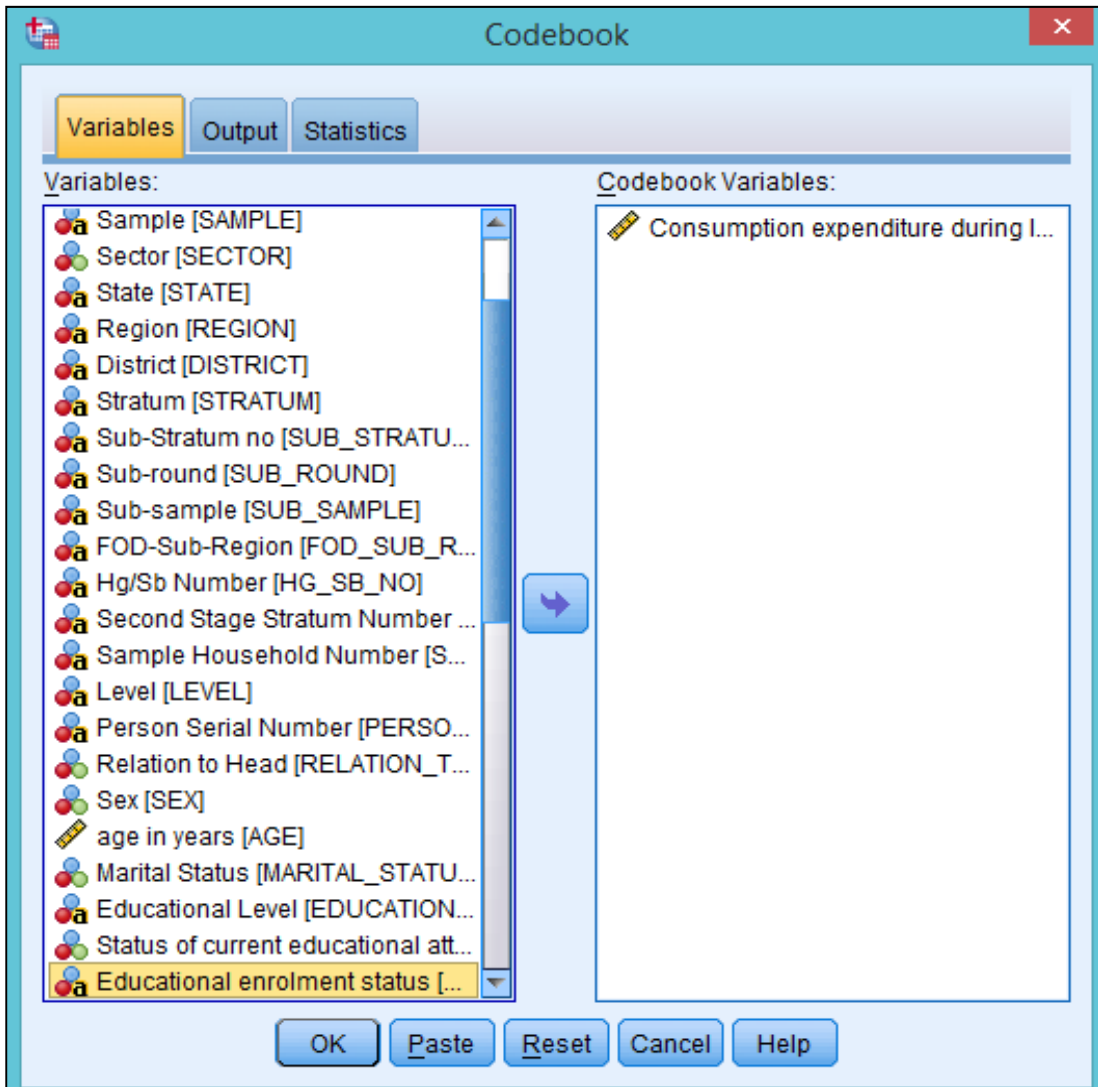 Codebook
Variables Output Statistics
Variables:
Sample [SAMPLE]
Sector [SECTOR]
State [STATE]
Region [REGION]
District [DISTRICT]
Stratum [STRATUM]
Sub-Stratum no [SUB_STRATU...
Sub-round [SUB_ROUND]
Sub-sample [SUB_SAMPLE]
FOD-Sub-Region [FOD_SUB_R...
Hg/Sb Number [HG_SB_NO]
Second Stage Stratum Number ...
Sample Household Number [S...
Level [LEVEL]
Person Serial Number [PERSO...
Relation to Head [RELATION_T...
Sex [SEX]
age in years [AGE]
Marital Status [MARITAL_STATU...
Educational Level [EDUCATION...
Status of current educational att...
Educational enrolment status [...
Codebook Variables:
Consumption expenditure during l...
OK Paste Reset Cancel Help